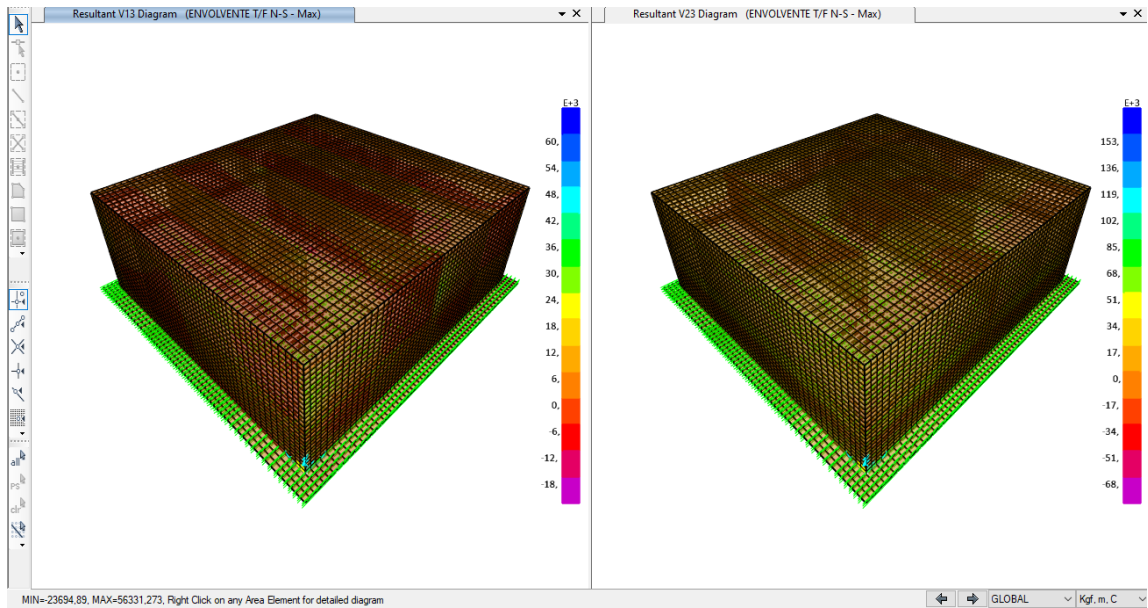 Resultant V13 Diagram (ENVOLVENTE T/F N-S - Max)
Resultant V23 Diagram (ENVOLVENTE T/F N-S - Max)
E+3
60,
54,
48,
42,
36,
30,
24,
18,
12,
6,
0,
-6,
-12,
-18,
E+3
153,
136,
119,
102,
85,
68,
51,
34,
17,
0,
-17,
-34,
-51,
-68,
all
PS
clr
MIN=-23694,89, MAX=56331,273, Right Click on any Area Element for detailed diagram
GLOBAL
Kgf, m, C